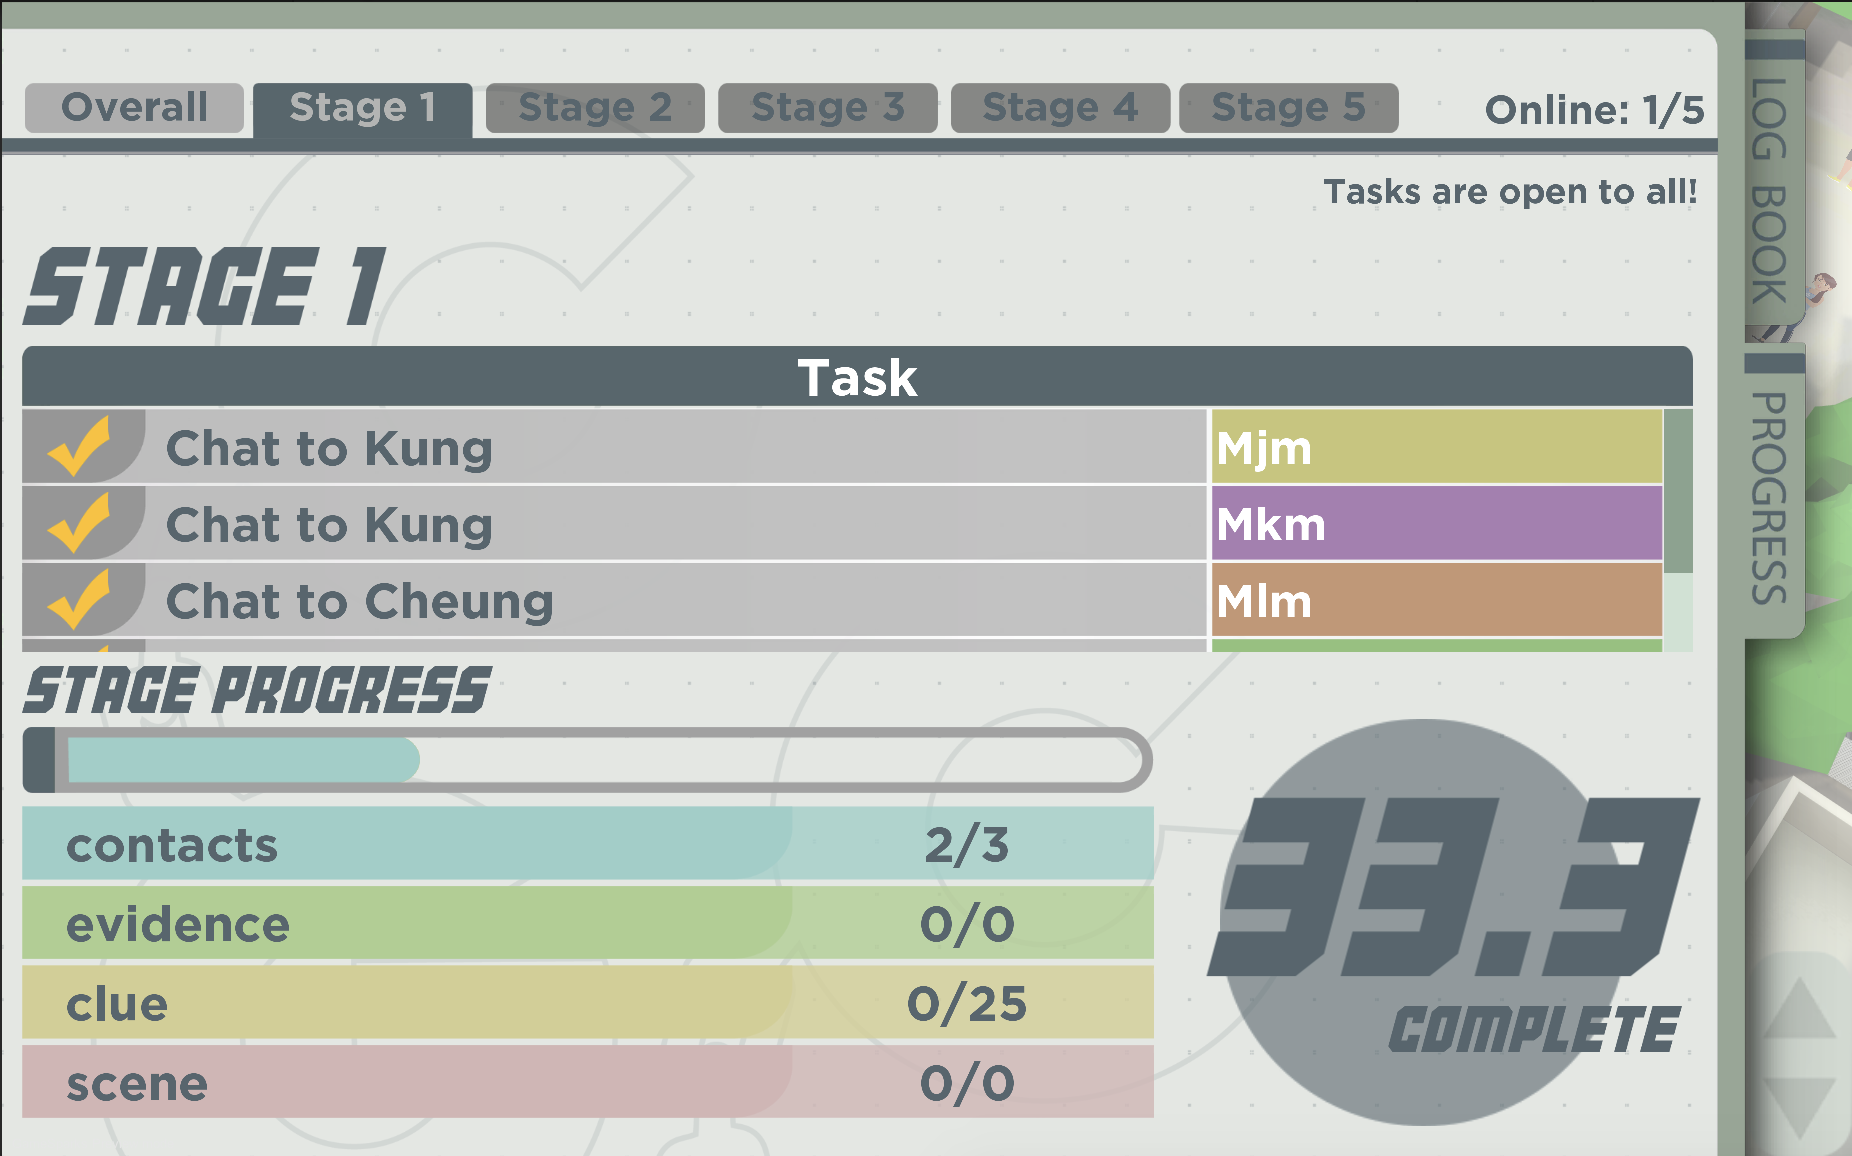 Overall Stage 1 Stage 2 Stage 3 Stage 4 Stage 5 Online: 1/5
Tasks are open to all!
STAGE 1
Task
Chat to Kung Mjm
Chat to Kung Mkm
Chat to Cheung Mlm
STAGE PROGRESS
contacts 2/3
evidence 0/0
clue 0/25
scene 0/0
33.3
COMPLETE
LOG BOOK
PROGRESS